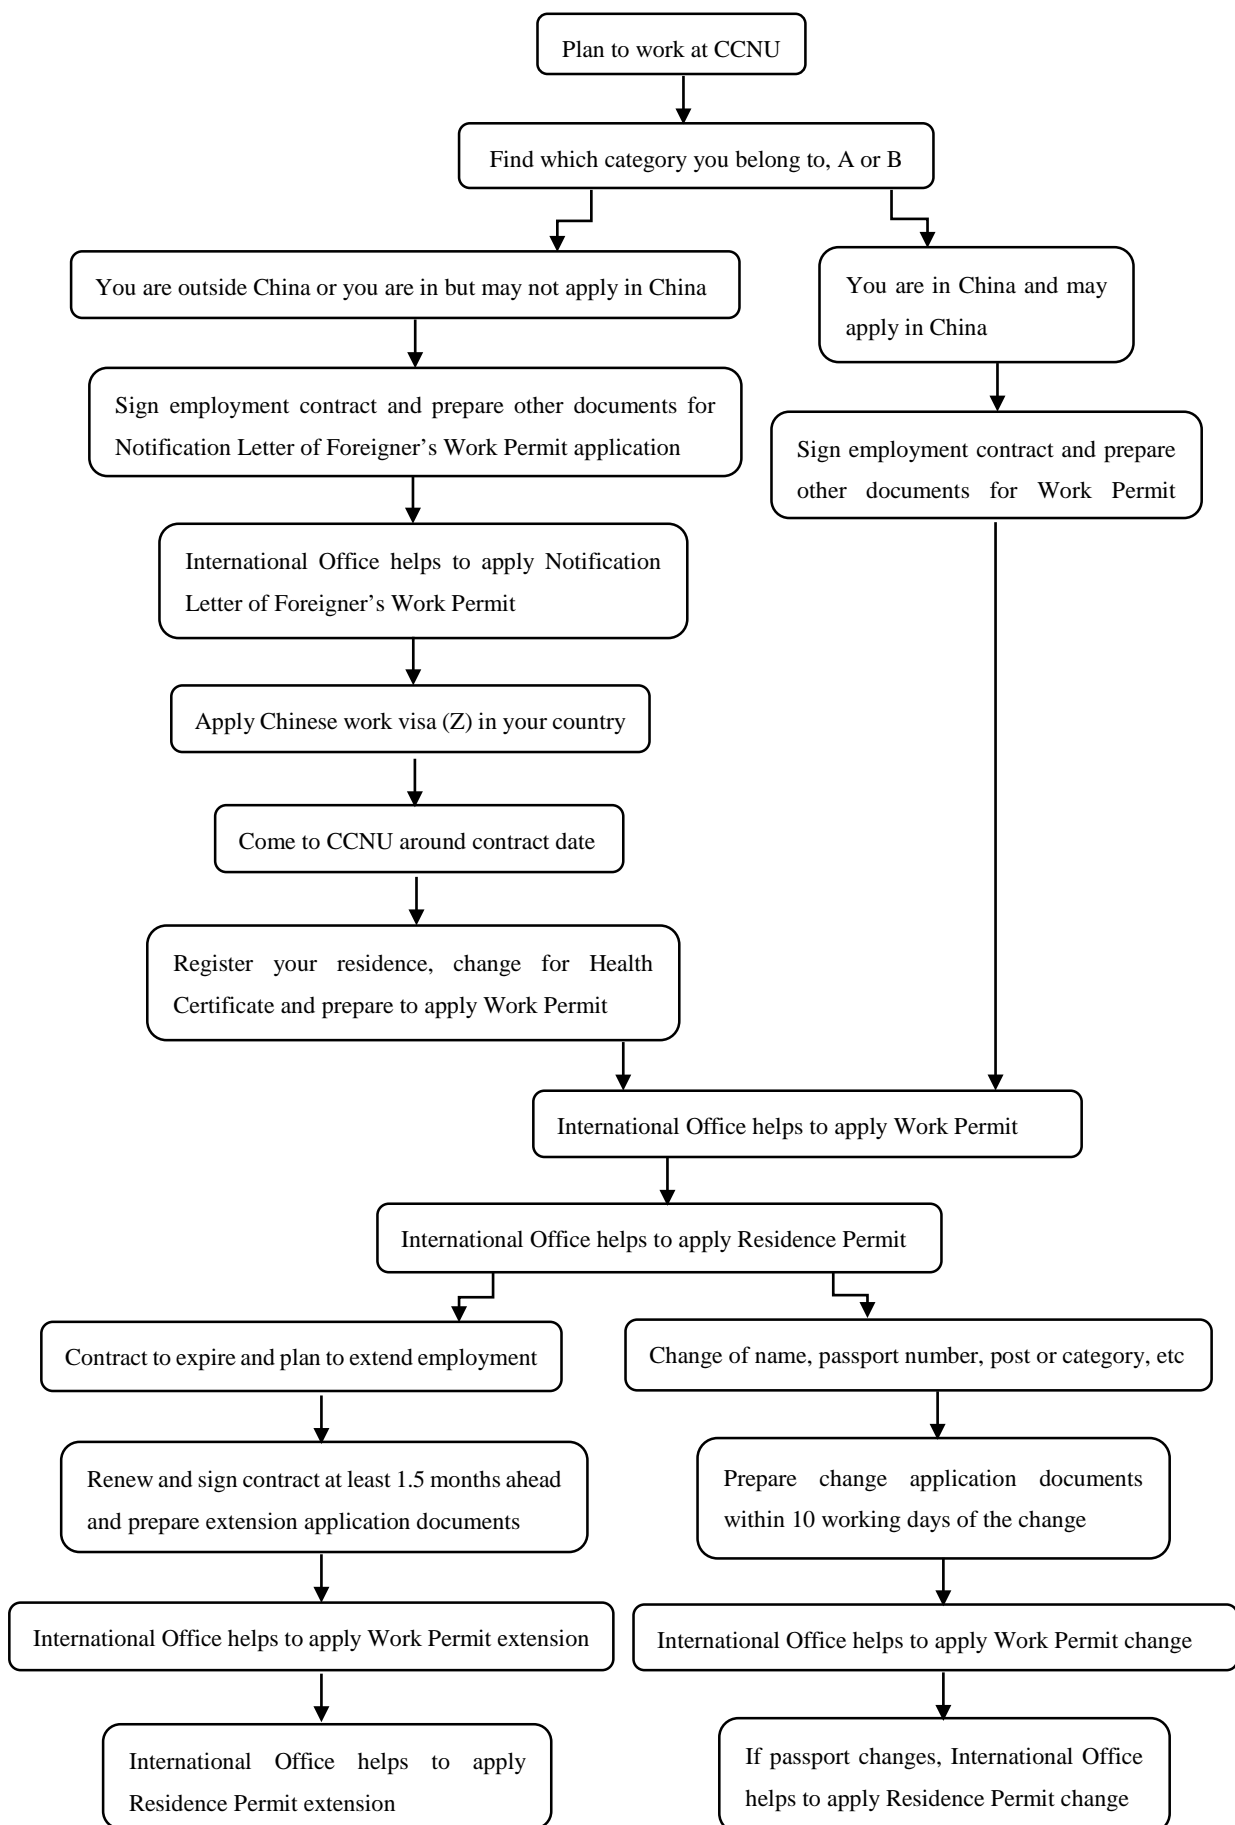 Plan to work at CCNU
Find which category you belong to, A or B
You are outside China or you are in but may not apply in China
You are in China and may
apply in China
Sign employment contract and prepare other documents for
Notification Letter of Foreigner’s Work Permit application
Sign employment contract and prepare
other documents for Work Permit
International Office helps to apply Notification
Letter of Foreigner’s Work Permit
Apply Chinese work visa (Z) in your country
Come to CCNU around contract date
Register your residence, change for Health
Certificate and prepare to apply Work Permit
International Office helps to apply Work Permit
International Office helps to apply Residence Permit
Contract to expire and plan to extend employment
Change of name, passport number, post or category, etc
Renew and sign contract at least 1.5 months ahead
and prepare extension application documents
Prepare change application documents
within 10 working days of the change
International Office helps to apply Work Permit extension
International Office helps to apply Work Permit change
International Office helps to apply
Residence Permit extension
If passport changes, International Office
helps to apply Residence Permit change